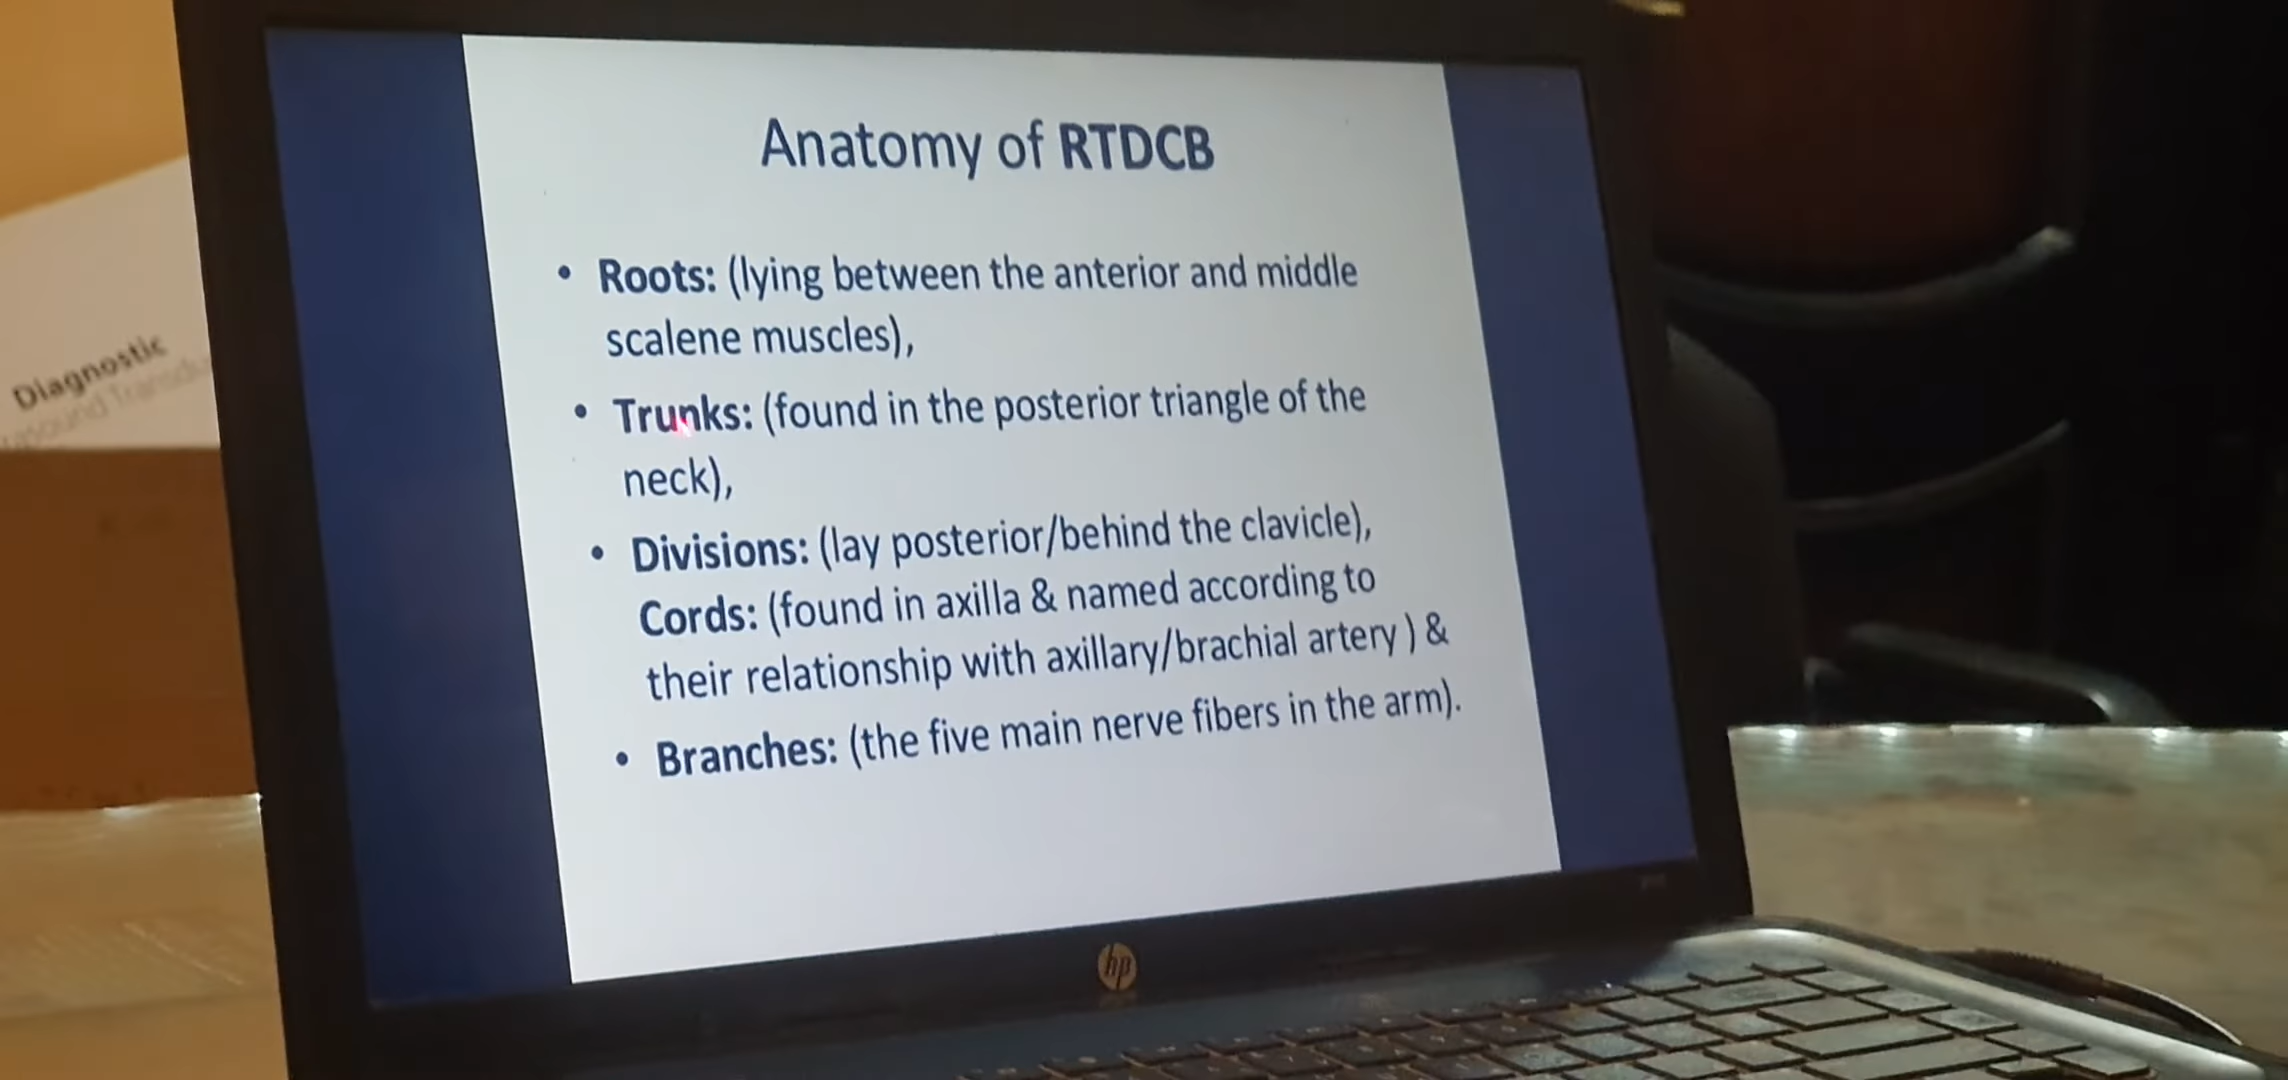 Anatomy of RTDCB
• Roots: (lying between the anterior and middle
scalene muscles),
• Trunks: (found in the posterior triangle of the
neck),
• Divisions: (lay posterior/behind the clavicle),
Cords: (found in axilla & named according to
their relationship with axillary/brachial artery ) &
• Branches: (the five main nerve fibers in the arm).
Diagnostic
hp